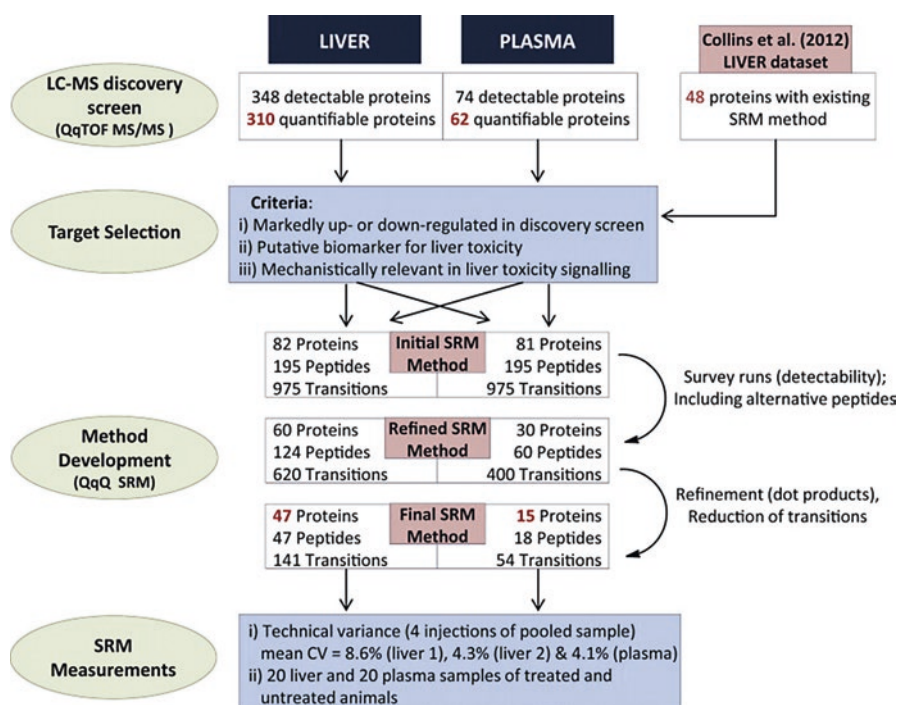 LIVER
PLASMA
Collins et al. (2012)
LIVER dataset
LC-MS discovery
screen
(QqTOF MS/MS )
348 detectable proteins
310 quantifiable proteins
74 detectable proteins
62 quantifiable proteins
48 proteins with existing
SRM method
Target Selection
Criteria:
i) Markedly up- or down-regulated in discovery screen
ii) Putative biomarker for liver toxicity
iii) Mechanistically relevant in liver toxicity signalling
82 Proteins
195 Peptides
975 Transitions
Initial SRM
Method
81 Proteins
195 Peptides
975 Transitions
Survey runs (detectability);
Including alternative peptides
Method
Development
(QqQ SRM)
60 Proteins
124 Peptides
620 Transitions
Refined SRM
Method
30 Proteins
60 Peptides
400 Transitions
Refinement (dot products),
Reduction of transitions
47 Proteins
47 Peptides
141 Transitions
Final SRM
Method
15 Proteins
18 Peptides
54 Transitions
SRM
Measurements
i) Technical variance (4 injections of pooled sample)
mean CV = 8.6% (liver 1), 4.3% (liver 2) & 4.1% (plasma)
ii) 20 liver and 20 plasma samples of treated and
untreated animals